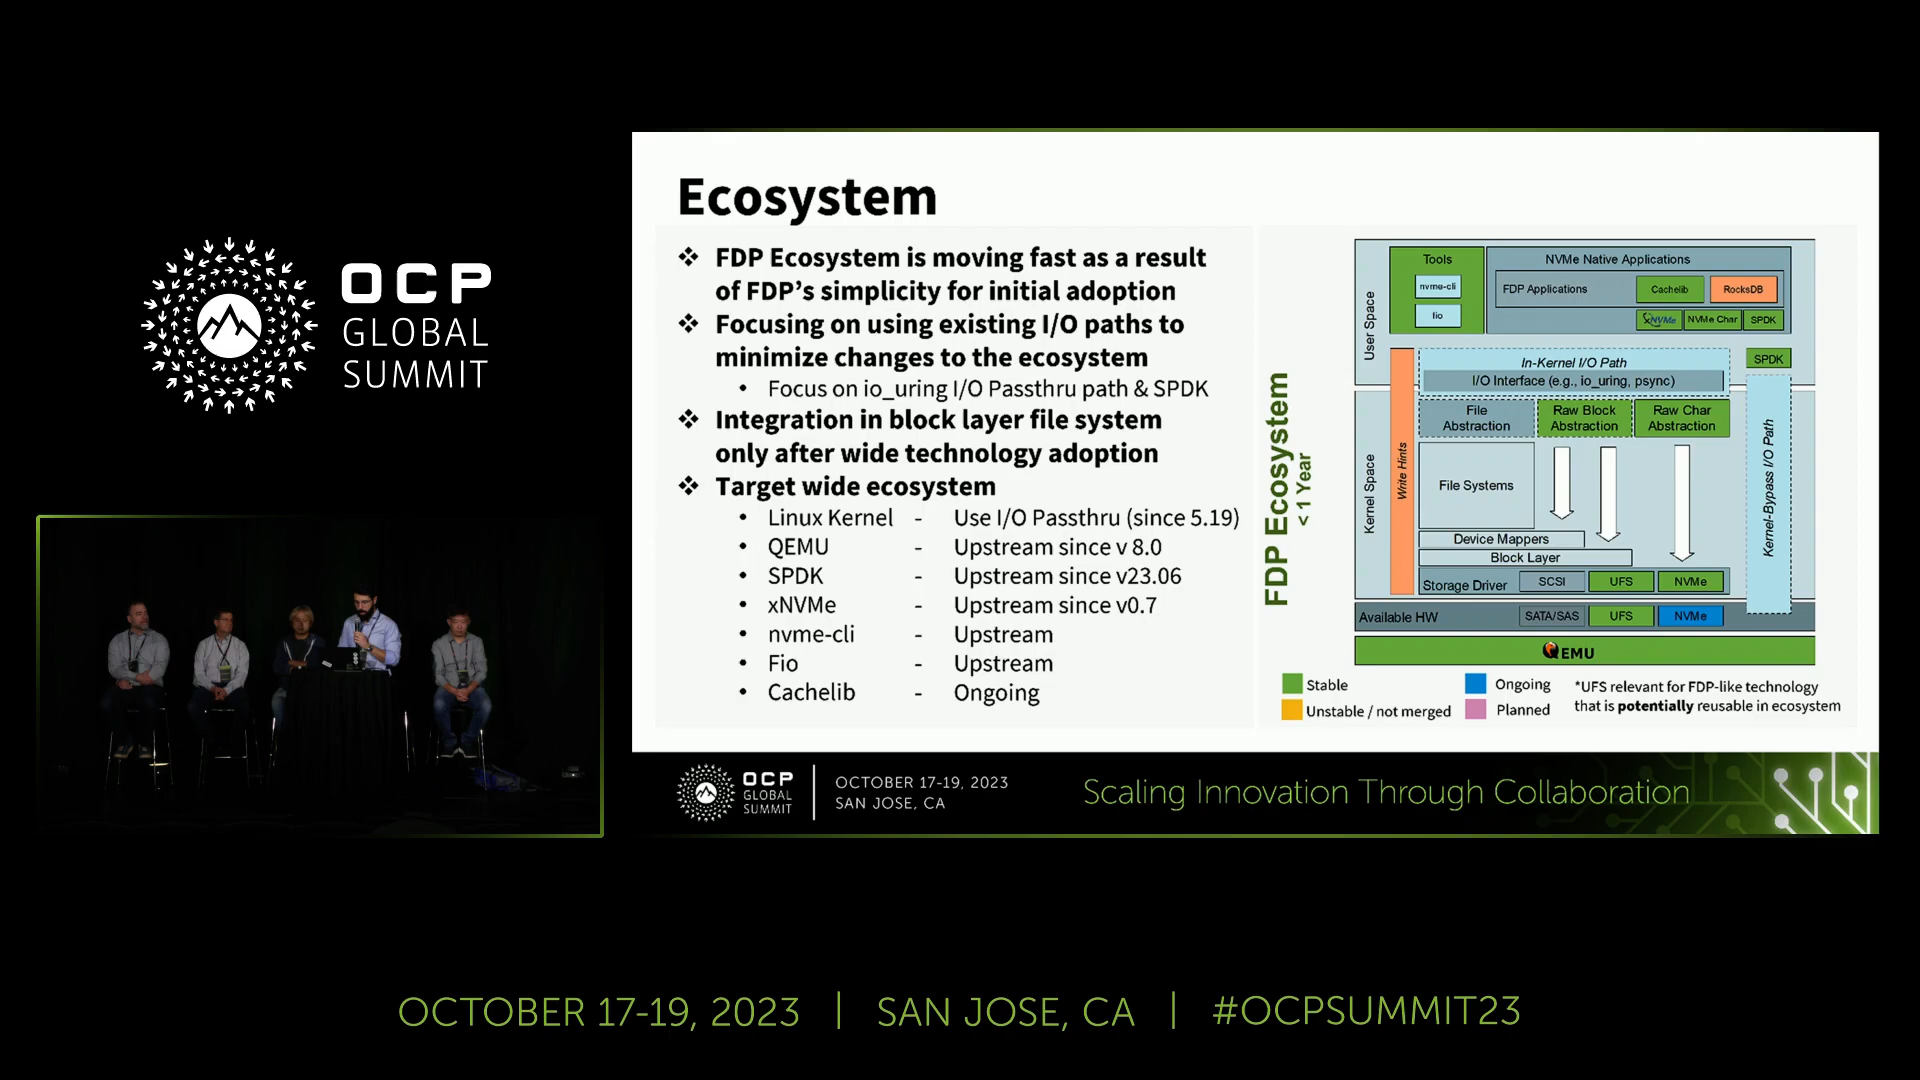 OCP
GLOBAL
SUMMIT
Ecosystem
❖ FDP Ecosystem is moving fast as a result
of FDP's simplicity for initial adoption
❖ Focusing on using existing I/O paths to
minimize changes to the ecosystem
• Focus on io_uring I/O Passthru path & SPDK
❖ Integration in block layer file system
only after wide technology adoption
❖ Target wide ecosystem
• Linux Kernel - Use I/O Passthru (since 5.19)
• QEMU - Upstream since v 8.0
• SPDK - Upstream since v23.06
• xNVMe - Upstream since v0.7
• nvme-cli - Upstream
• Fio - Upstream
• Cachelib - Ongoing
FDP Ecosystem
< 1 Year
User Space
Tools
nvme-cli
fio
NVMe Native Applications
FDP Applications
Cachelib
RocksDB
xNVMe
NVMe Char
SPDK
In-Kernel I/O Path
I/O Interface (e.g., io_uring, psync)
SPDK
Kernel Space
Write Hints
File
Abstraction
Raw Block
Abstraction
Raw Char
Abstraction
Kernel-Bypass I/O Path
File Systems
Device Mappers
Block Layer
Storage Driver
SCSI
UFS
NVMe
Available HW
SATA/SAS
UFS
NVMe
QEMU
Stable
Ongoing
Unstable / not merged
Planned
*UFS relevant for FDP-like technology
that is potentially reusable in ecosystem
OCP
GLOBAL
SUMMIT
OCTOBER 17-19, 2023
SAN JOSE, CA
Scaling Innovation Through Collaboration
OCTOBER 17-19, 2023 | SAN JOSE, CA | #OCPSUMMIT23